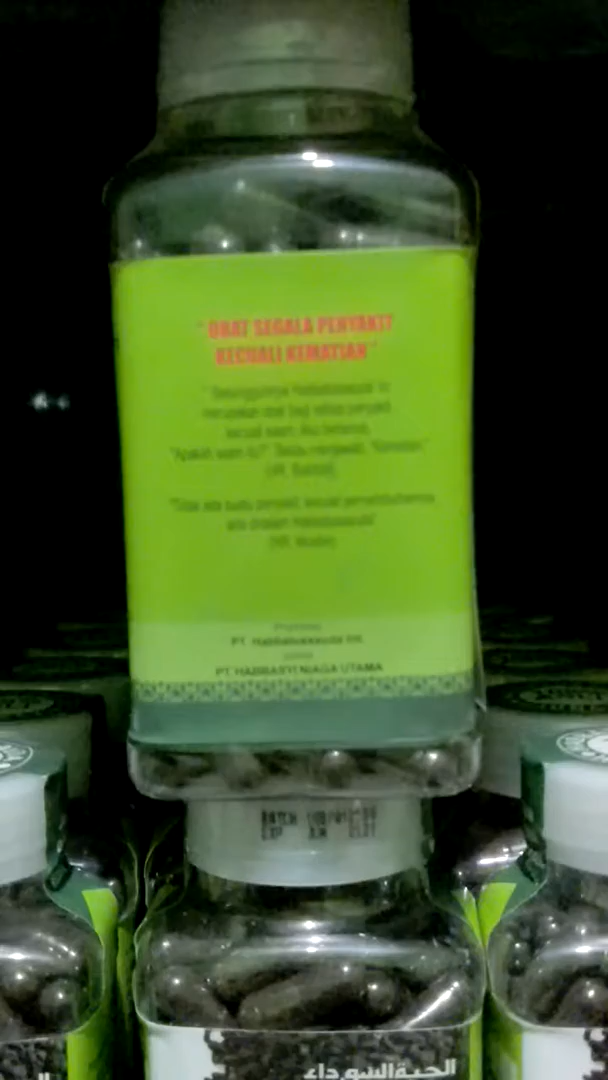 " OBAT SEGALA PENYAKIT
KECUALI KEMATIAN "
" Sesungguhnya Habbatussauda' ini
merupakan obat bagi semua penyakit,
kecuali saam. Aku bertanya,
"Apakah saam itu?". Beliau menjawab, "Kematian."
(HR. Bukhari)
"Tidak ada suatu penyakit, kecuali penyembuhannya
ada dalam Habbatussauda"
(HR. Muslim)
PT. Habbatussauda
PT HABBASYI NIAGA UTAMA
BATCH
EXP
الحبة السوداء